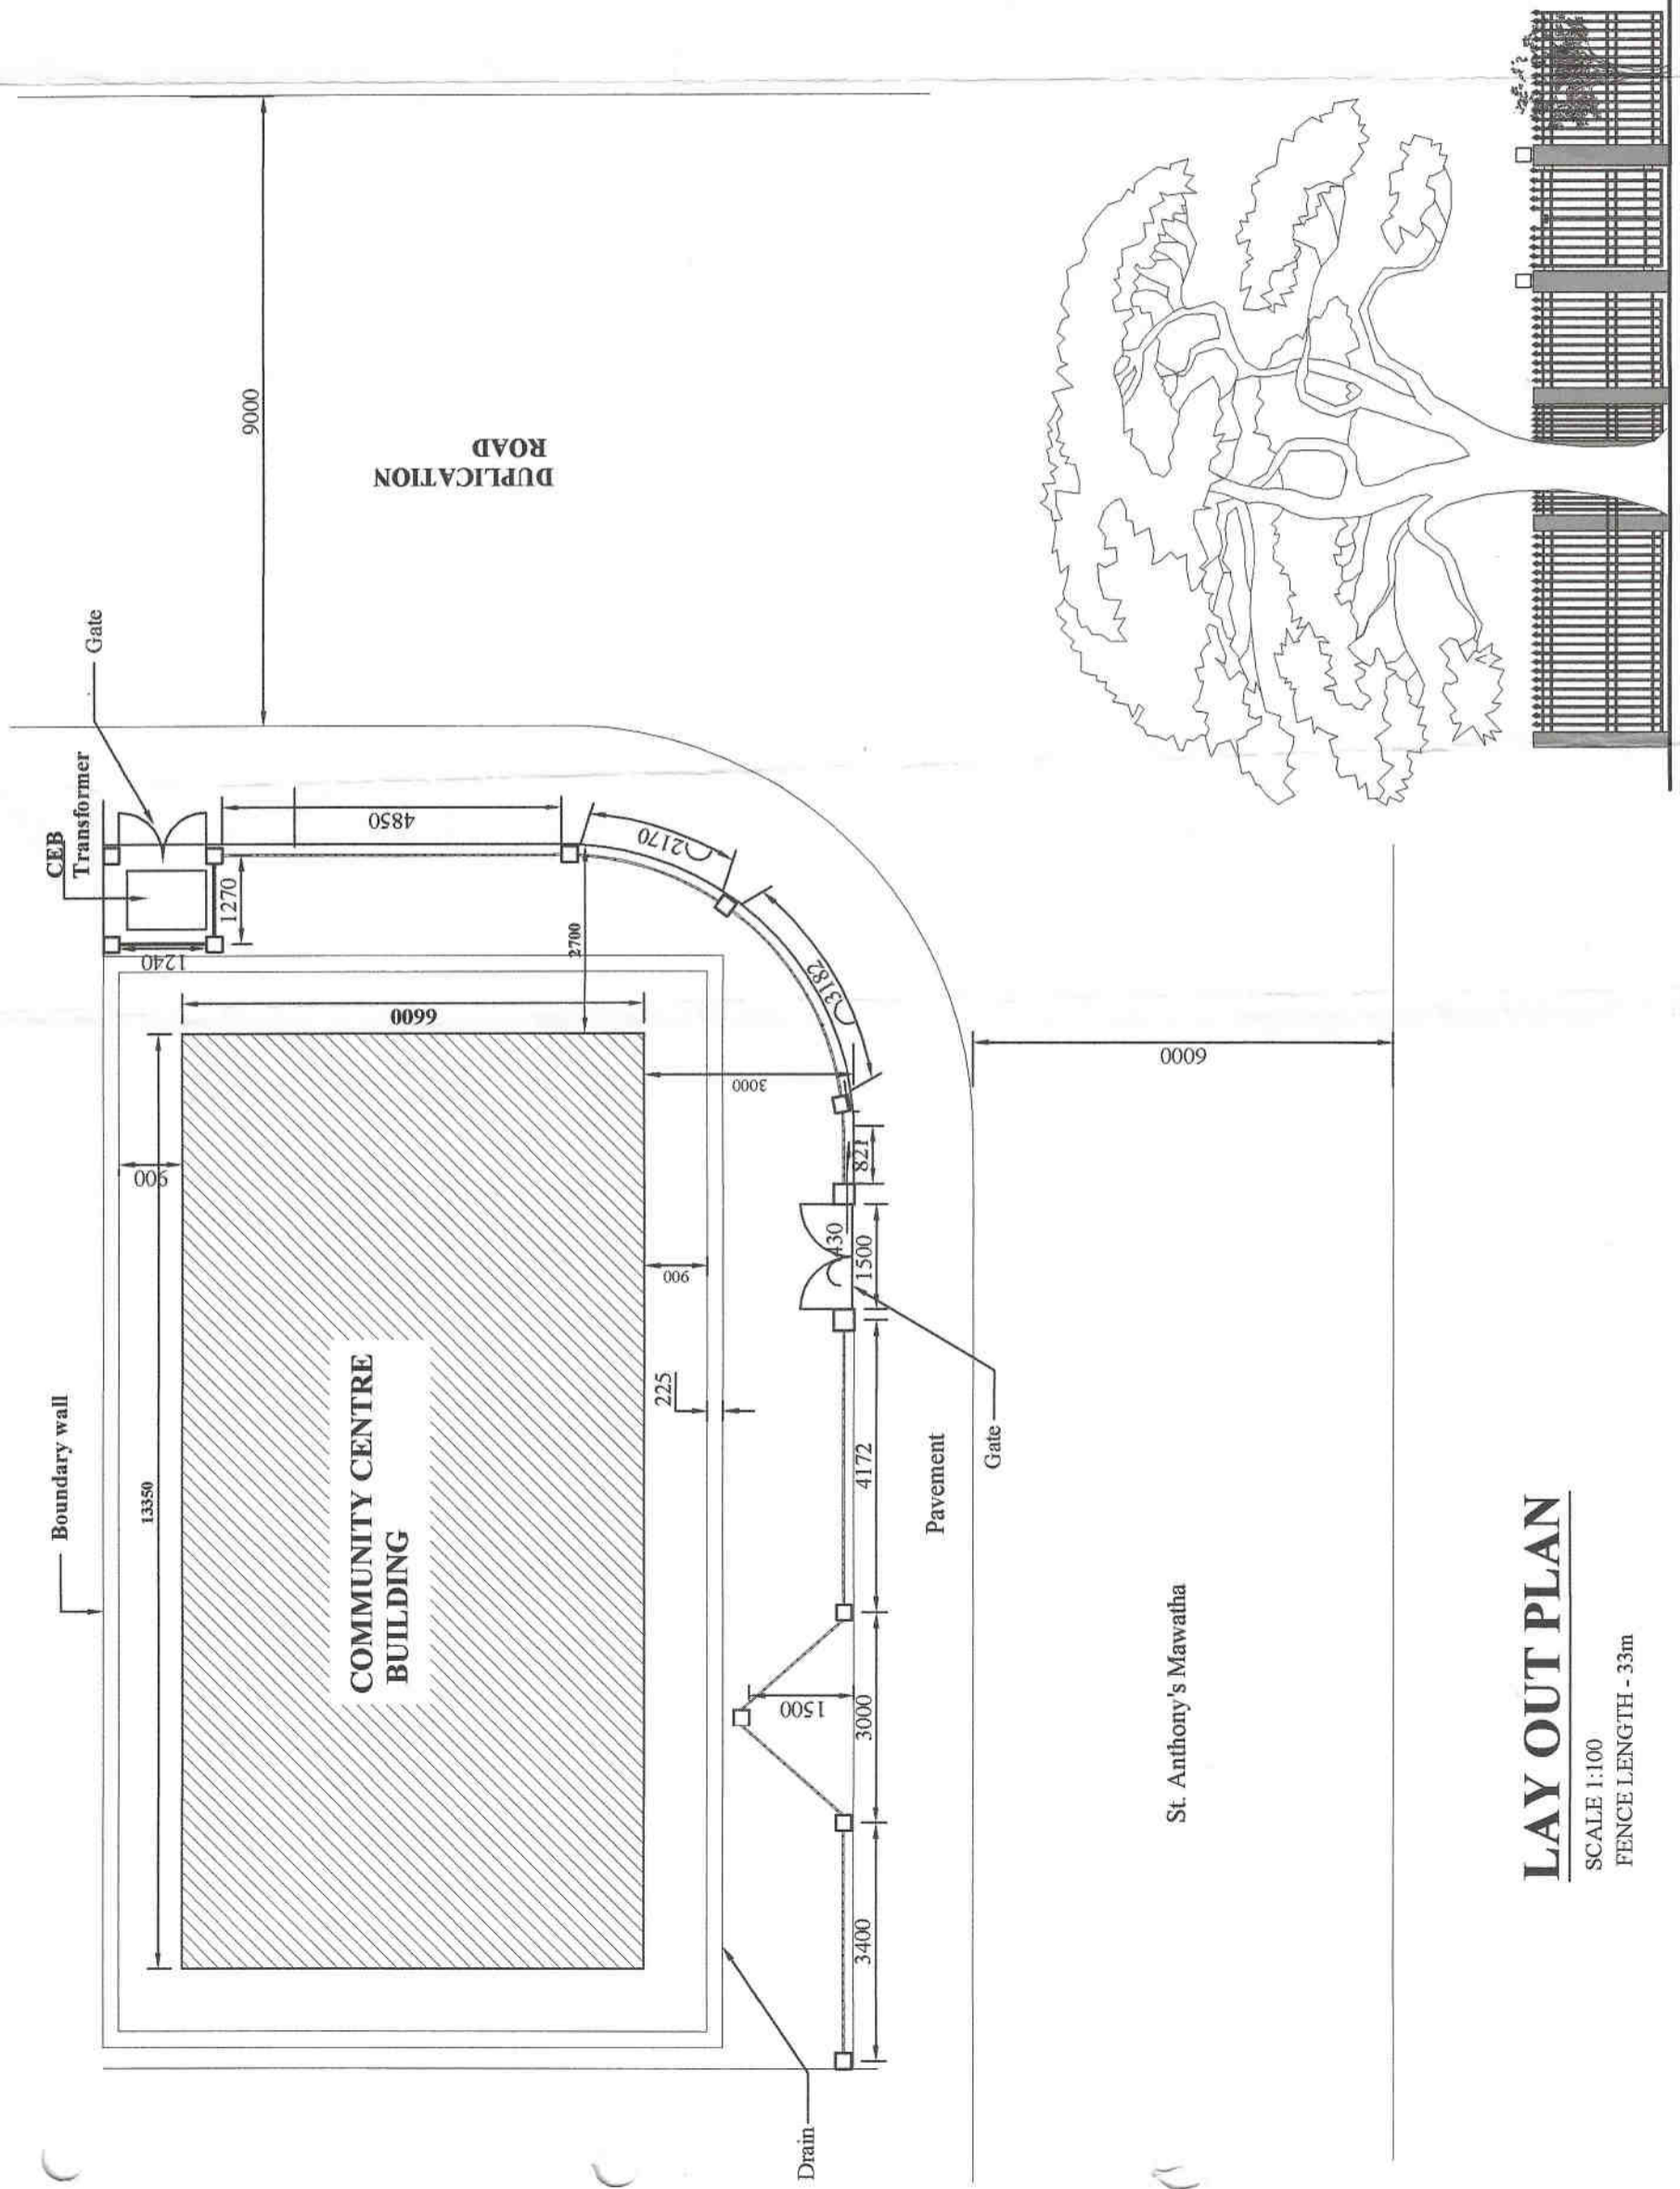 Boundary wall
13350
900
COMMUNITY CENTRE
BUILDING
6600
900
225
Drain
CEB
Transformer
Gate
1240
1270
4850
2700
2170
3182
3000
821
430
1500
4172
1500
3000
3400
Gate
Pavement
9000
DUPLICATION
ROAD
6000
St. Anthony's Mawatha
LAY OUT PLAN
SCALE 1:100
FENCE LENGTH - 33m